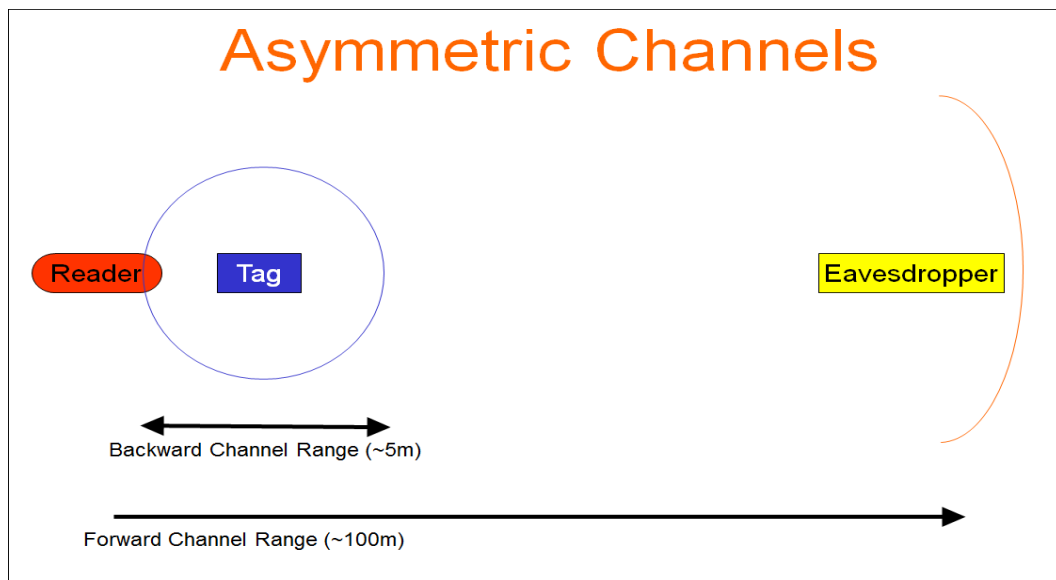 Asymmetric Channels
Reader
Tag
Eavesdropper
Backward Channel Range (~5m)
Forward Channel Range (~100m)